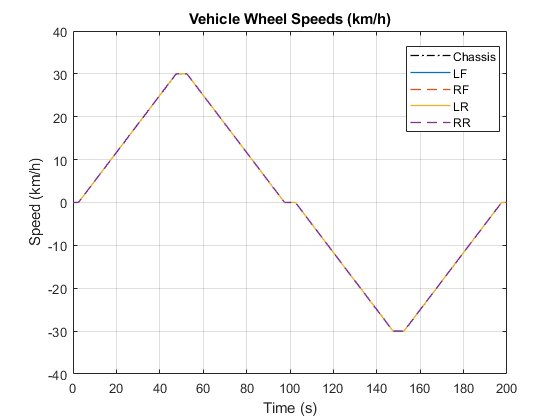 Vehicle Wheel Speeds (km/h)
40
30
20
10
0
-10
-20
-30
-40
Speed (km/h)
Chassis
LF
RF
LR
RR
0 20 40 60 80 100 120 140 160 180 200
Time (s)